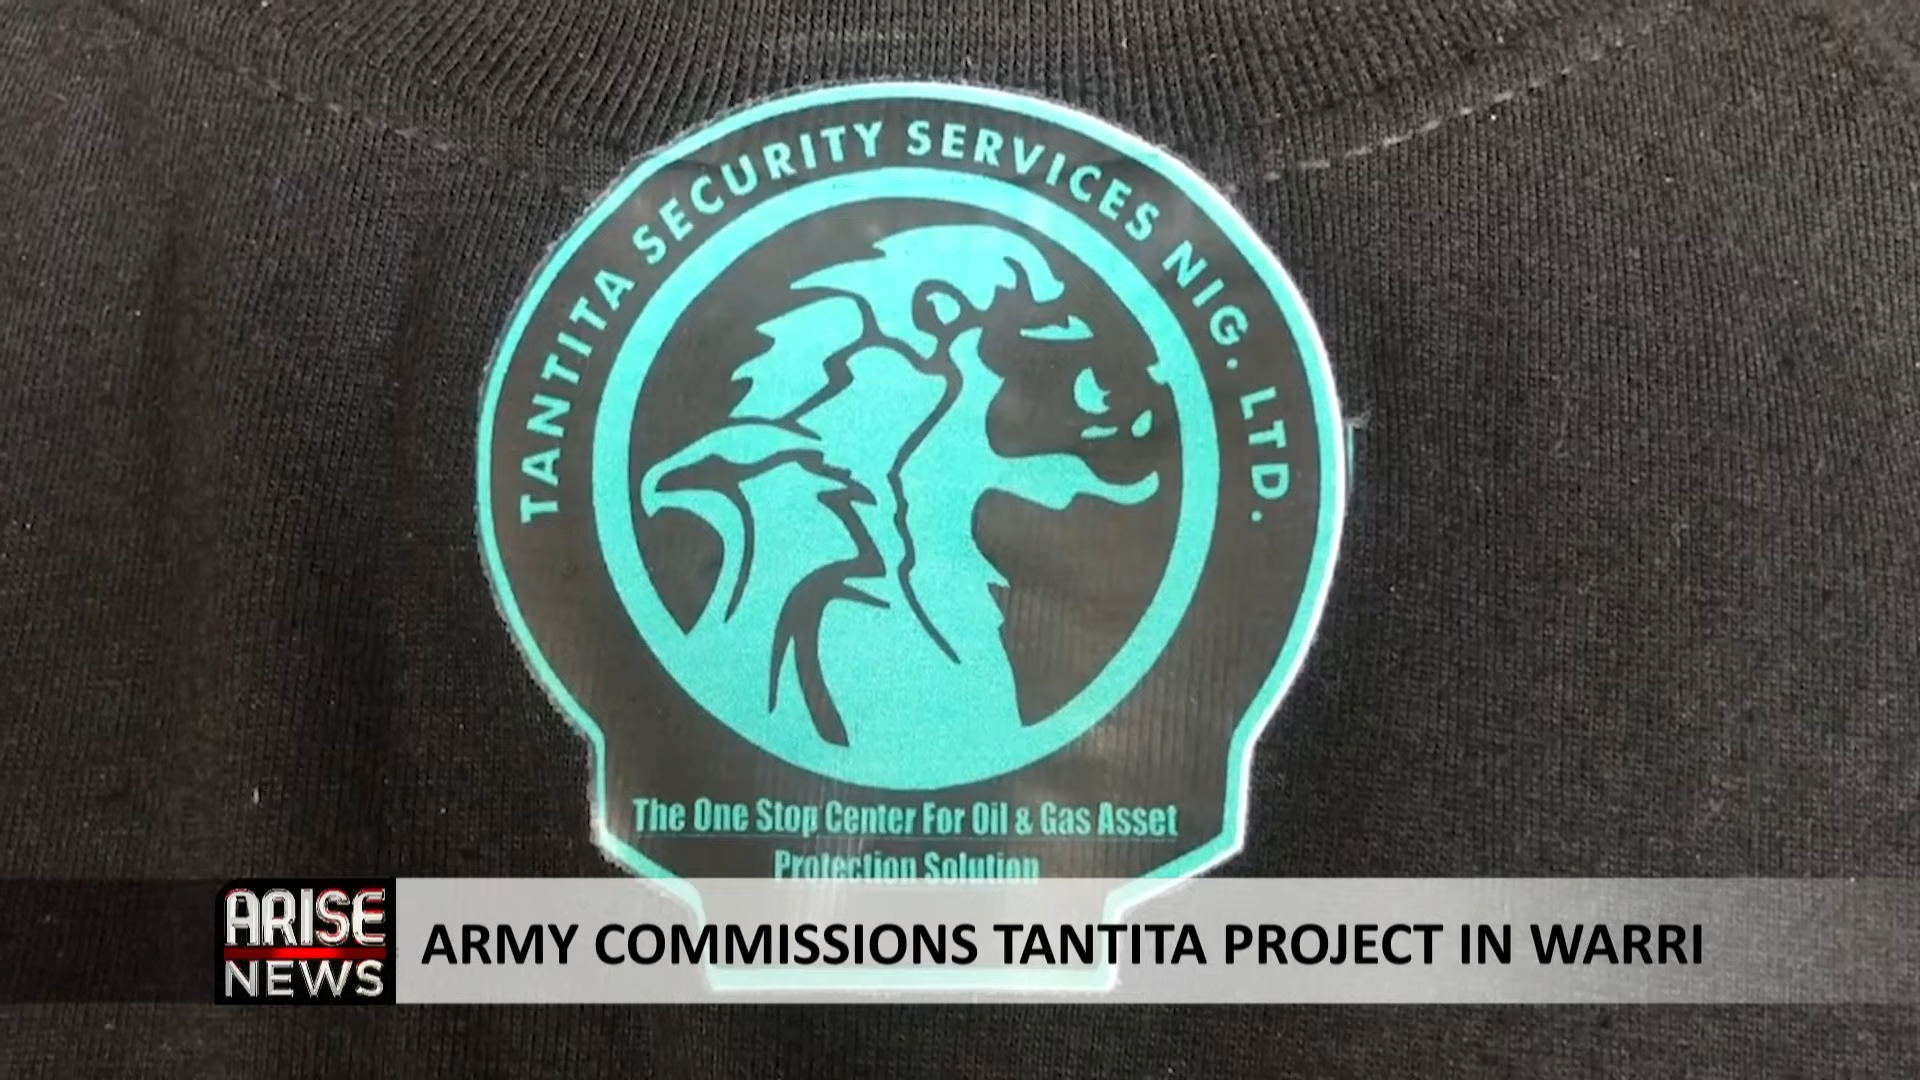 TANTITA SECURITY SERVICES NIG. LTD.
The One Stop Center For Oil & Gas Asset
Protection Solution
ARISE
NEWS
ARMY COMMISSIONS TANTITA PROJECT IN WARRI